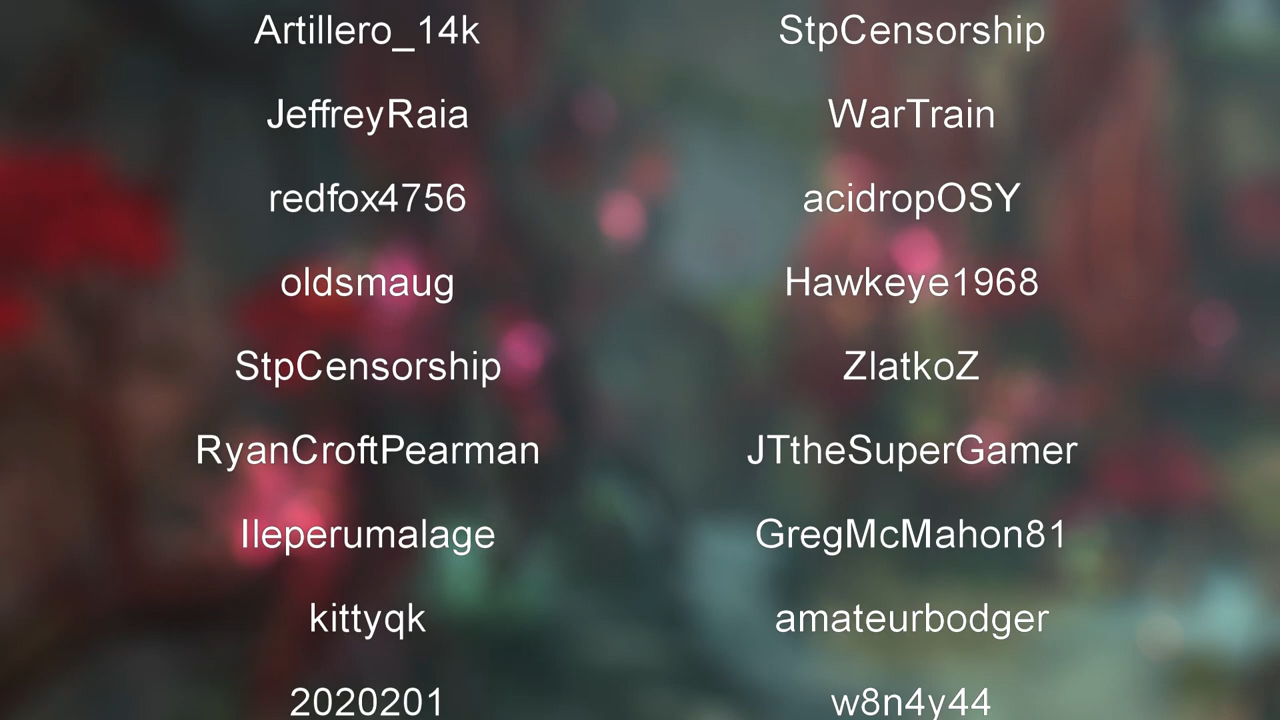 Artillero_14k StpCensorship
JeffreyRaia WarTrain
redfox4756 acidropOSY
oldsmaug Hawkeye1968
StpCensorship ZlatkoZ
RyanCroftPearman JTtheSuperGamer
Ileperumalage GregMcMahon81
kittyqk amateurbodger
2020201 w8n4y44